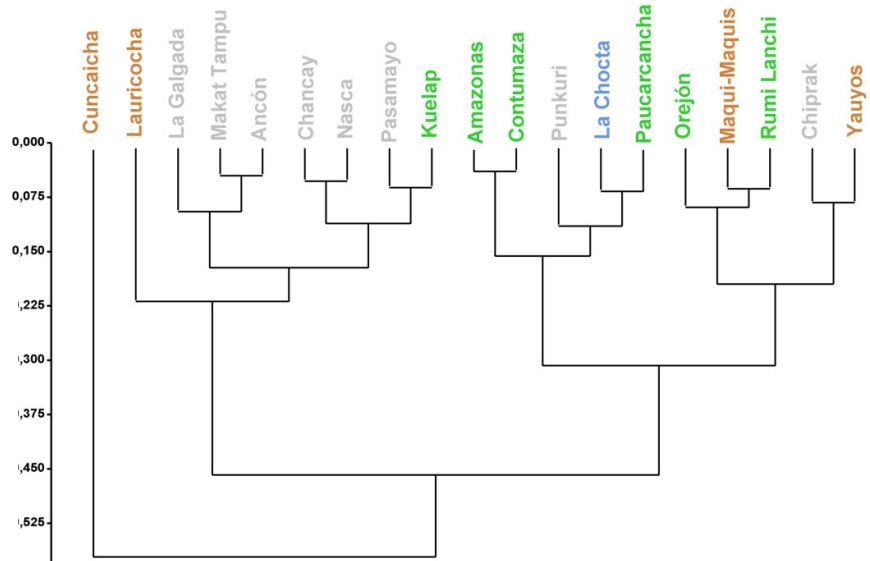 Cuncaicha
Lauricocha
La Galgada
Makat Tampu
Ancón
Chancay
Nasca
Pasamayo
Kuelap
Amazonas
Contumaza
Punkuri
La Chocta
Paucarcancha
Orejón
Maqui-Maquis
Rumi Lanchi
Chiprak
Yauyos
0,000
0,075
0,150
0,225
,300
,375
,450
,525